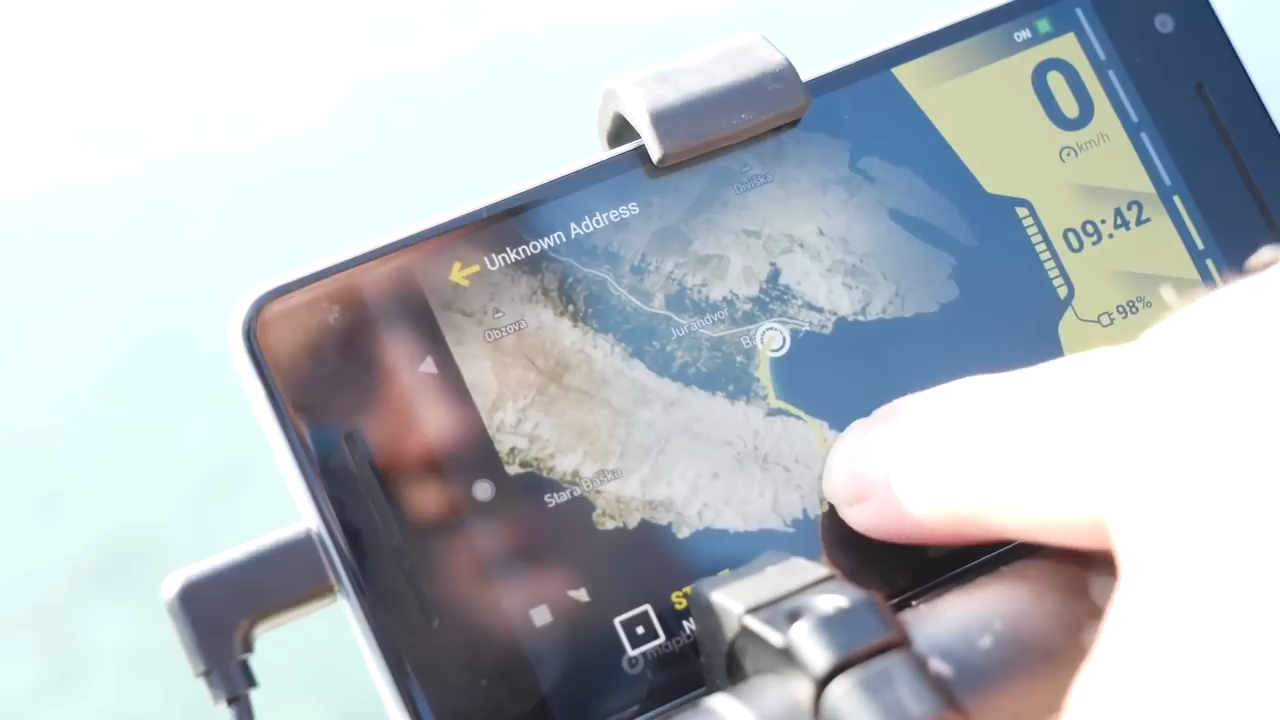 ON
0
km/h
Diviška
Unknown Address
09:42
Obzova
Jurandvor
98%
Stara Baška